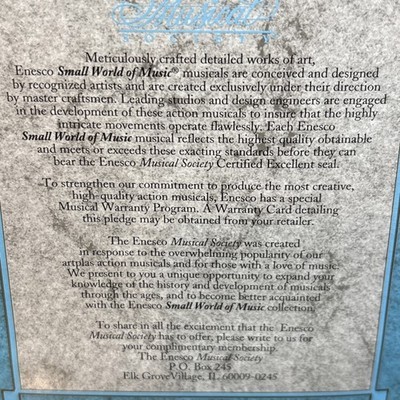 Musical
Meticulously crafted detailed works of art,
Enesco Small World of Music® musicals are conceived and designed
by recognized artists and are created exclusively under their direction
by master craftsmen. Leading studios and design engineers are engaged
in the development of these action musicals to insure that the highly
intricate movements operate flawlessly. Each Enesco
Small World of Music musical reflects the highest quality obtainable
and meets or exceeds these exacting standards before they can
bear the Enesco Musical Society Certified Excellent seal.
To strengthen our commitment to produce the most creative,
high-quality action musicals, Enesco has a special
Musical Warranty Program. A Warranty Card detailing
this pledge may be obtained from your retailer.
The Enesco Musical Society was created
in response to the overwhelming popularity of our
artplas action musicals and for those with a love of music.
We present to you a unique opportunity to expand your
knowledge of the history and development of musicals
through the ages, and to become better acquainted
with the Enesco Small World of Music collection.
To share in all the excitement that the Enesco
Musical Society has to offer, please write to us for
your complimentary membership.
The Enesco Musical Society
P.O. Box 245
Elk Grove Village, IL 60009-0245